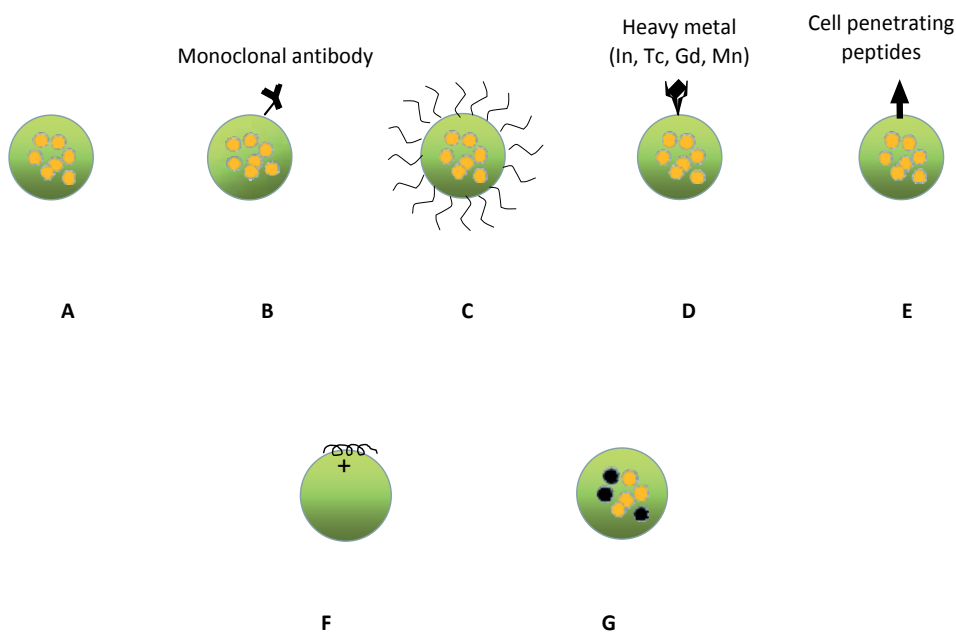 Monoclonal antibody
Heavy metal
(In, Tc, Gd, Mn)
Cell penetrating
peptides
A
B
C
D
E
+
F
G